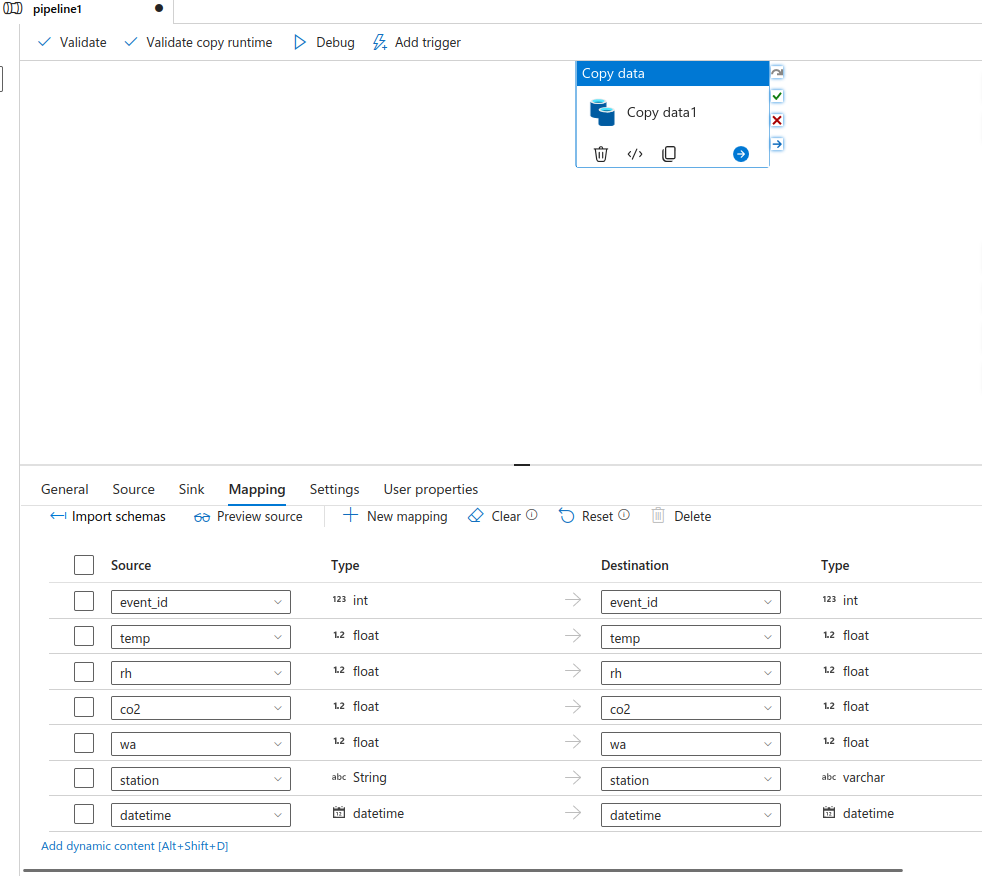 pipeline1
Validate Validate copy runtime Debug Add trigger
Copy data
Copy data1
General Source Sink Mapping Settings User properties
Import schemas Preview source New mapping Clear Reset Delete
Source Type Destination Type
event_id 123 int event_id 123 int
temp 1.2 float temp 1.2 float
rh 1.2 float rh 1.2 float
co2 1.2 float co2 1.2 float
wa 1.2 float wa 1.2 float
station abc String station abc varchar
datetime 12 datetime datetime 12 datetime
Add dynamic content [Alt+Shift+D]